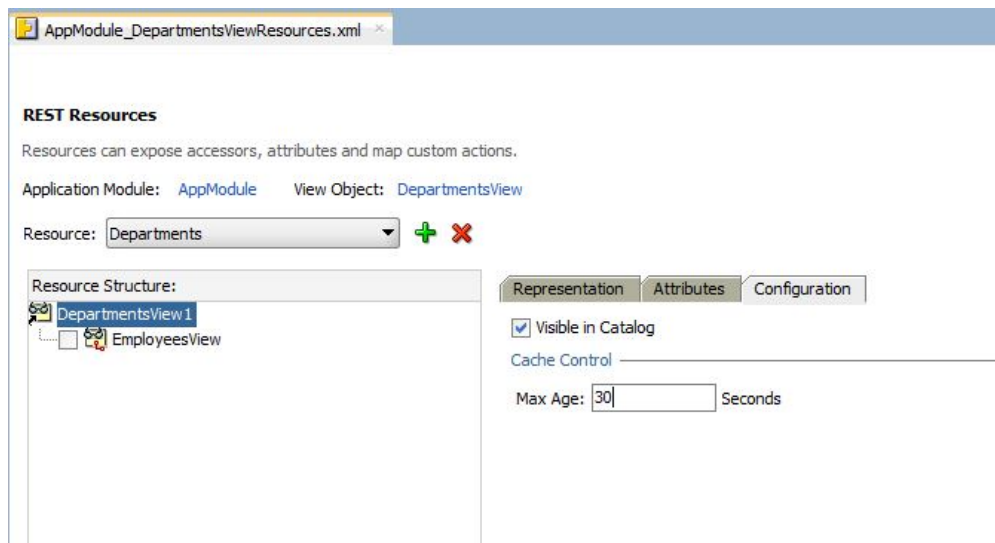 AppModule_DepartmentsViewResources.xml
REST Resources
Resources can expose accessors, attributes and map custom actions.
Application Module: AppModule View Object: DepartmentsView
Resource: Departments
Resource Structure:
DepartmentsView1
EmployeesView
Representation Attributes Configuration
Visible in Catalog
Cache Control
Max Age: 30 Seconds